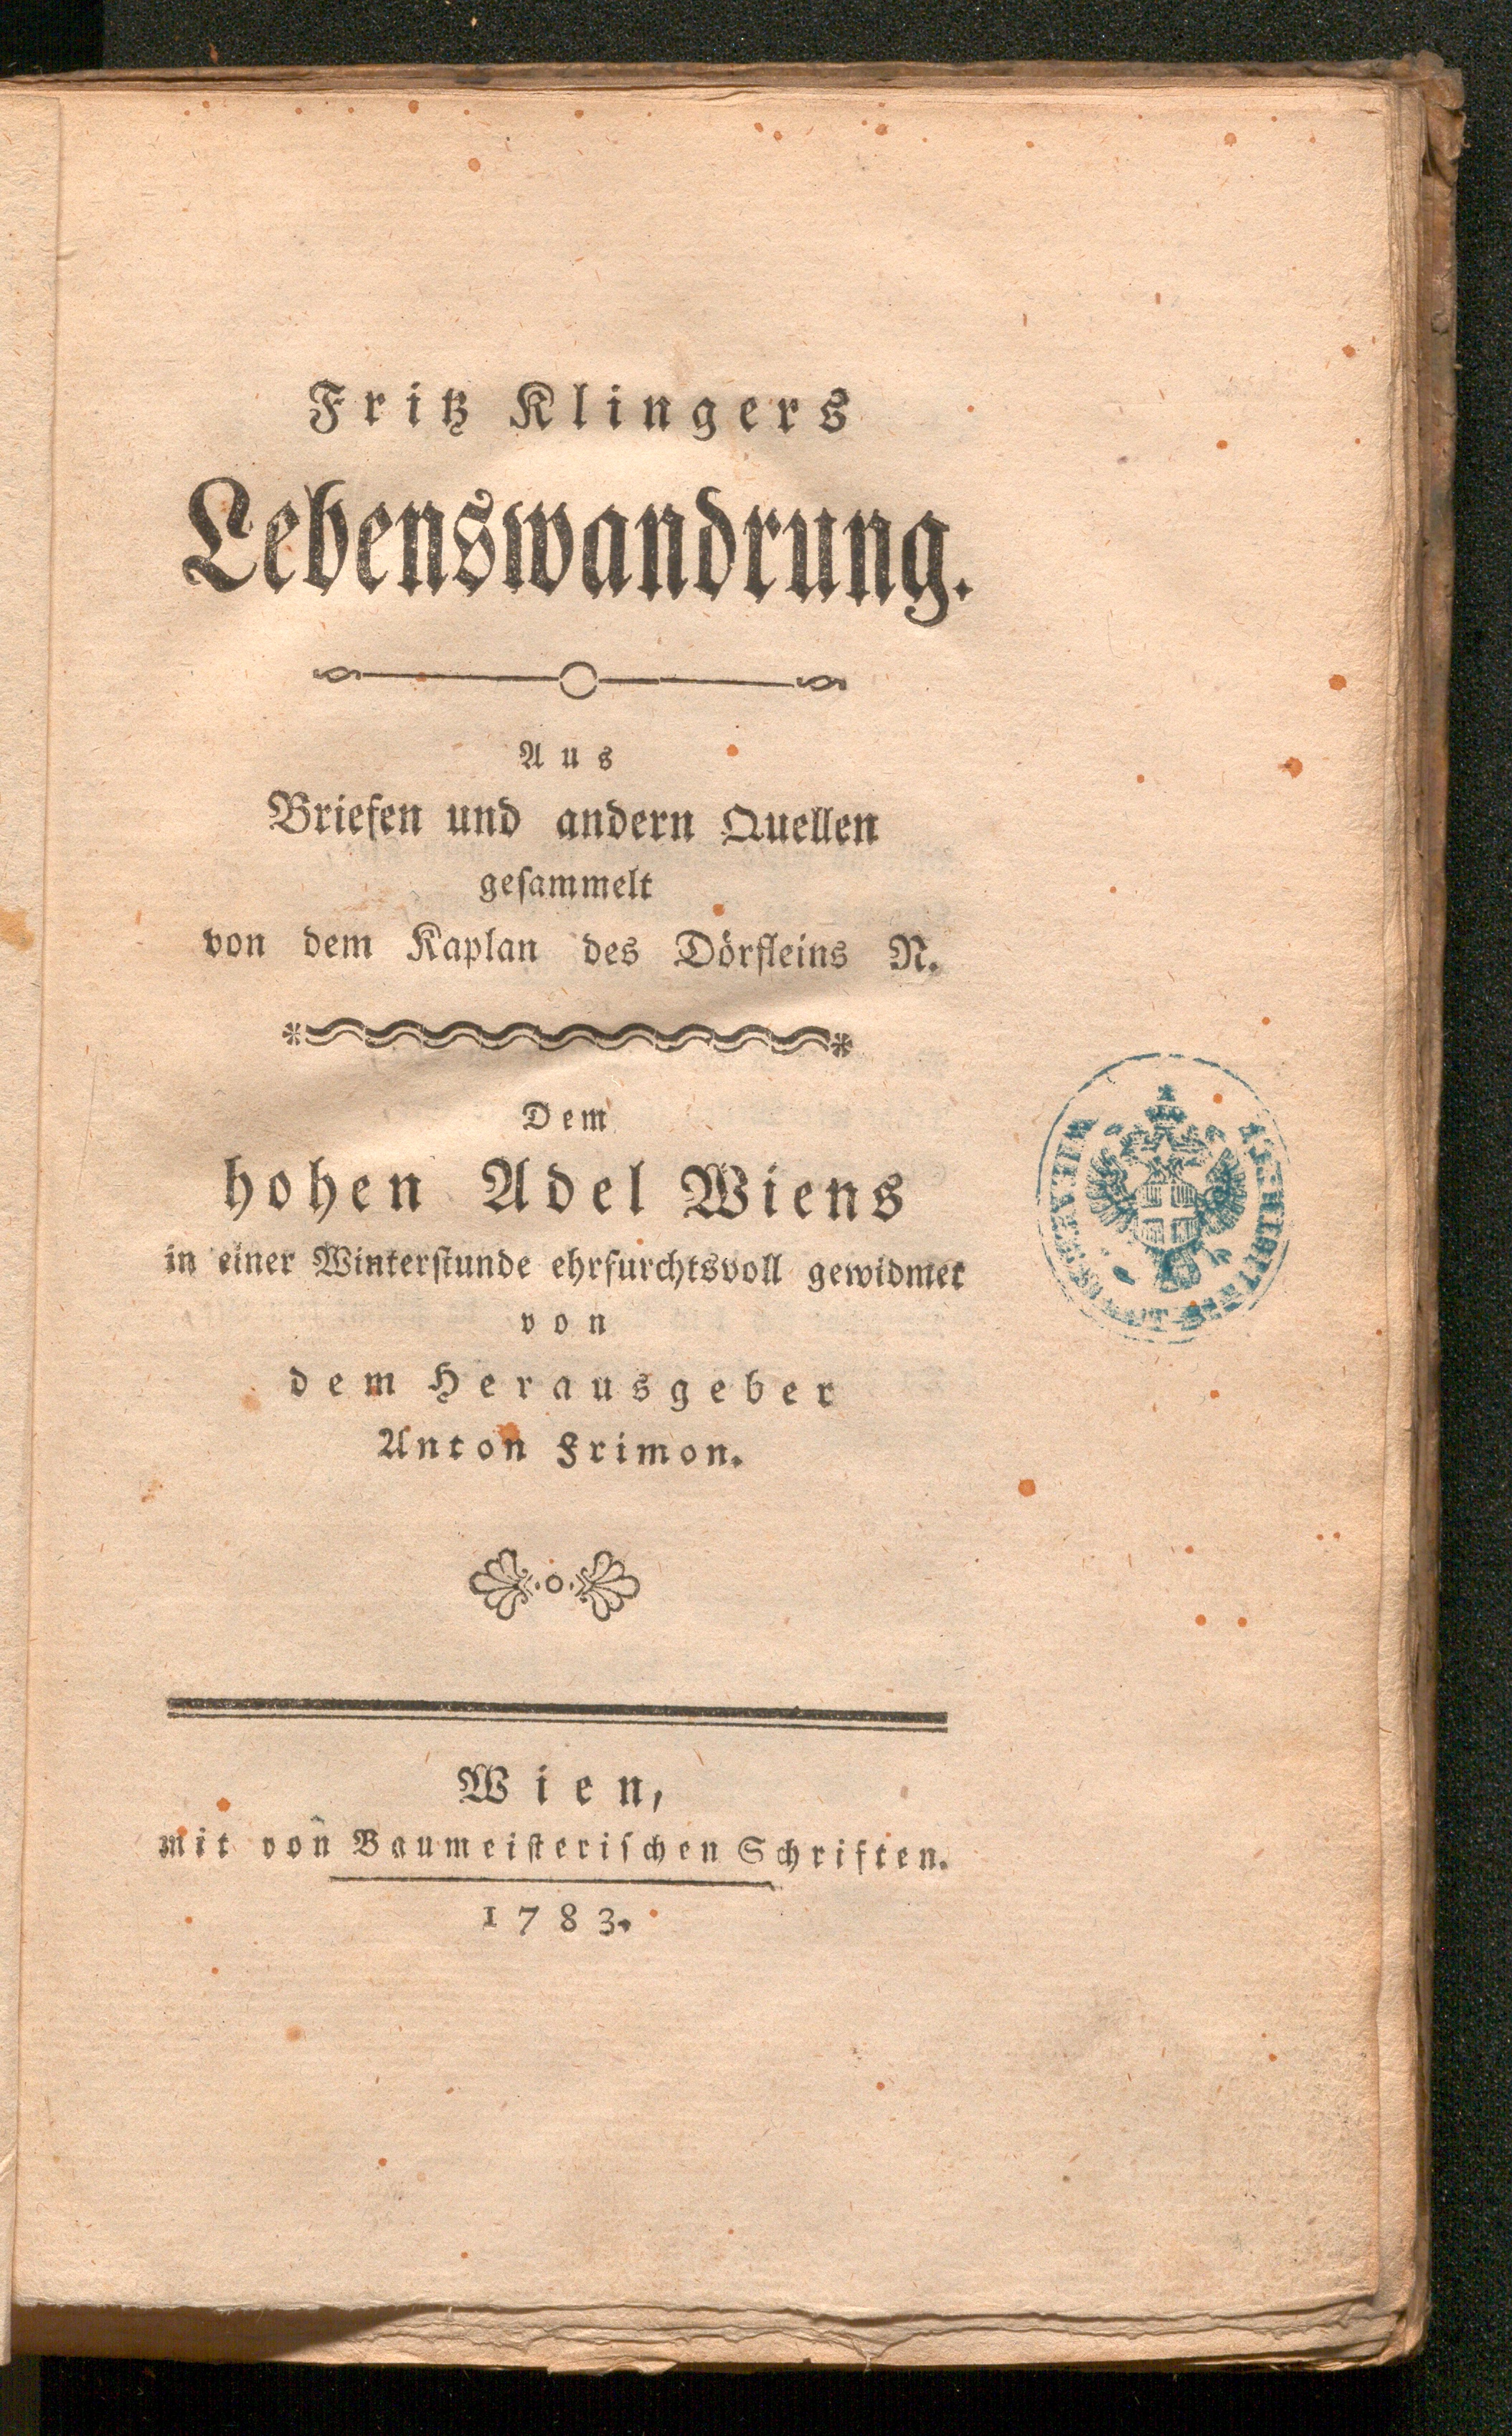 Fritz Klingers
Lebenswandrung.
Aus
Briefen und andern Quellen
geſammelt
von dem Kaplan des Dörfleins N.
Dem
hohen Adel Wiens
in einer Winterſtunde ehrfurchtsvoll gewidmet
von
dem Herausgeber
Anton Frimon.
Wien,
mit von Baumeiſteriſchen Schriften.
1783.